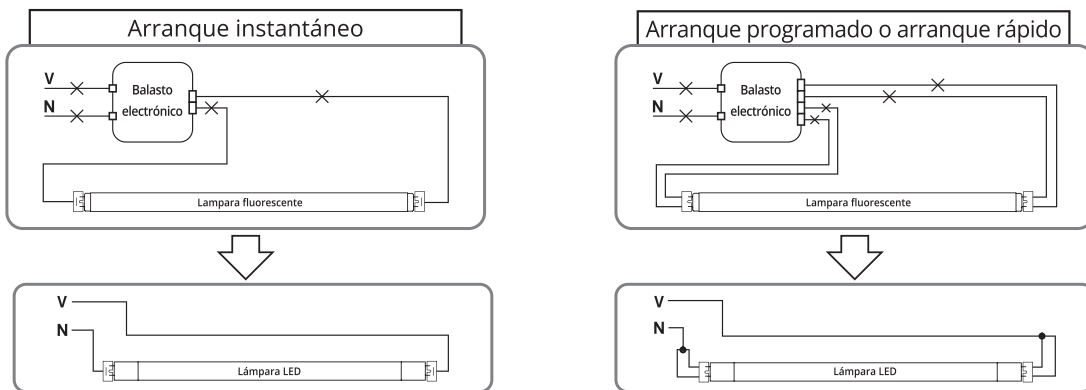 Arranque instantáneo
V
N
Balasto
electrónico
Lampara fluorescente
V
N
Lámpara LED
Arranque programado o arranque rápido
V
N
Balasto
electrónico
Lampara fluorescente
V
N
Lámpara LED